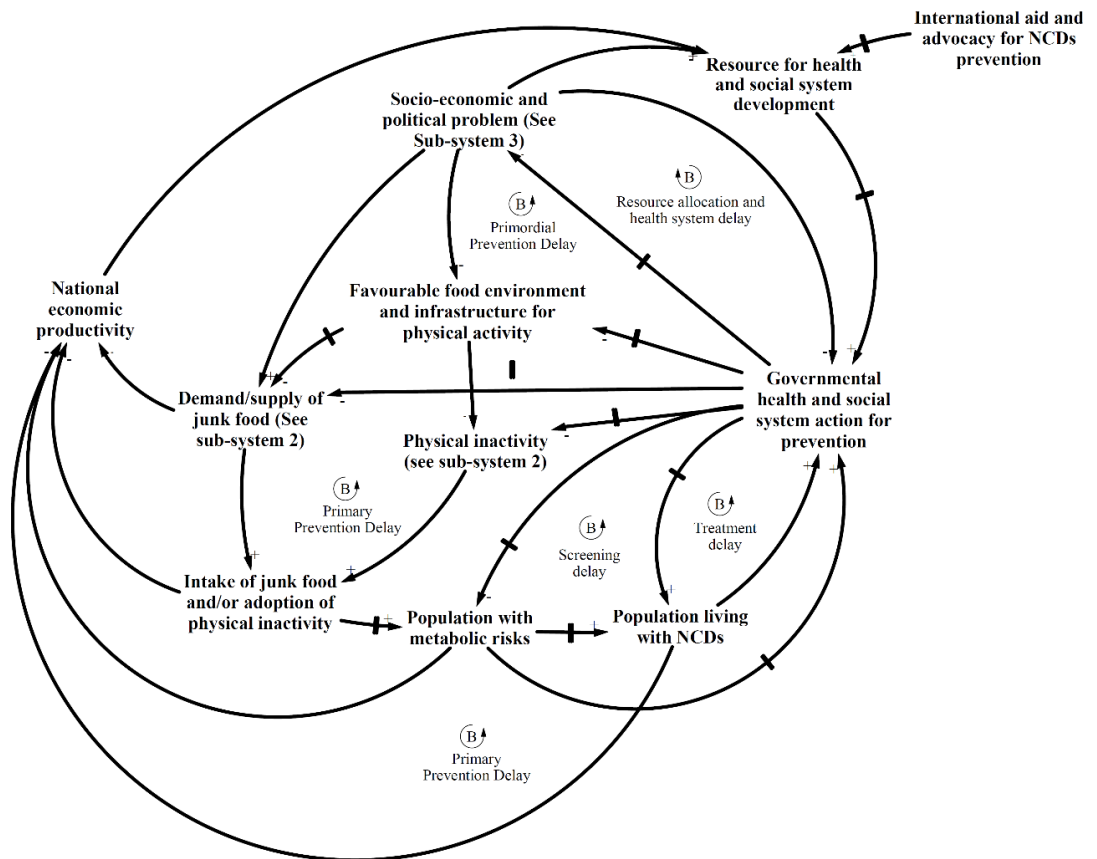 International aid and
advocacy for NCDs
prevention
Resource for health
and social system
development
Socio-economic and
political problem (See
Sub-system 3)
B
Resource allocation and
health system delay
B
Primordial
Prevention Delay
National
economic
productivity
Favourable food environment
and infrastructure for
physical activity
Governmental
health and social
system action for
prevention
Demand/supply of
junk food (See
sub-system 2)
Physical inactivity
(see sub-system 2)
B
Primary
Prevention Delay
B
Screening
delay
B
Treatment
delay
Intake of junk food
and/or adoption of
physical inactivity
Population with
metabolic risks
Population living
with NCDs
B
Primary
Prevention Delay